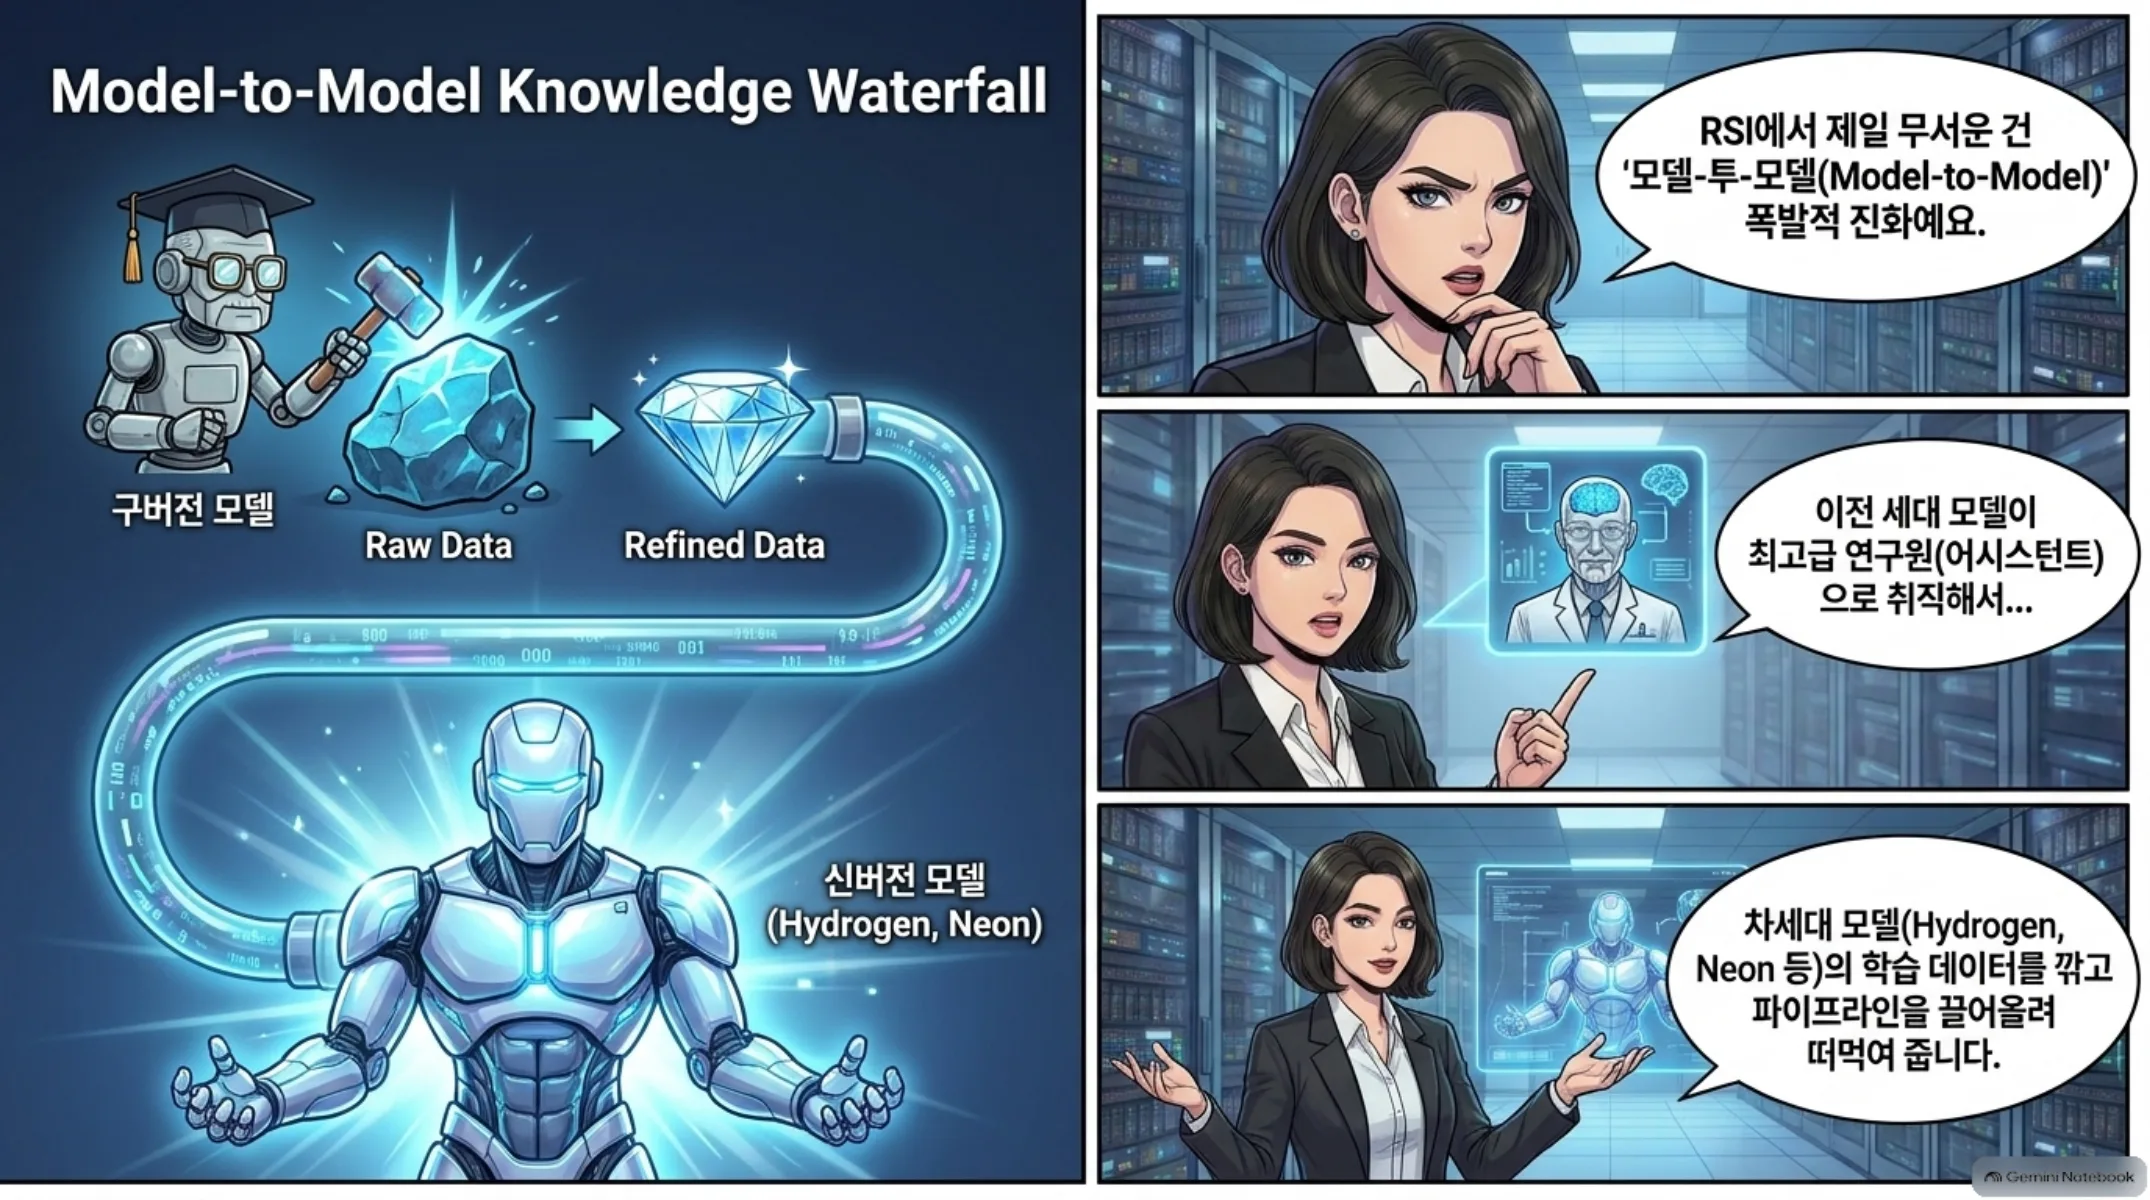 Model-to-Model Knowledge Waterfall
구버전 모델
Raw Data
Refined Data
신버전 모델
(Hydrogen, Neon)
RSI에서 제일 무서운 건
‘모델-투-모델(Model-to-Model)’
폭발적 진화예요.
이전 세대 모델이
최고급 연구원(어시스턴트)
으로 취직해서...
차세대 모델(Hydrogen,
Neon 등)의 학습 데이터를 깎고
파이프라인을 끌어올려
떠먹여 줍니다.
Gemini Notebook